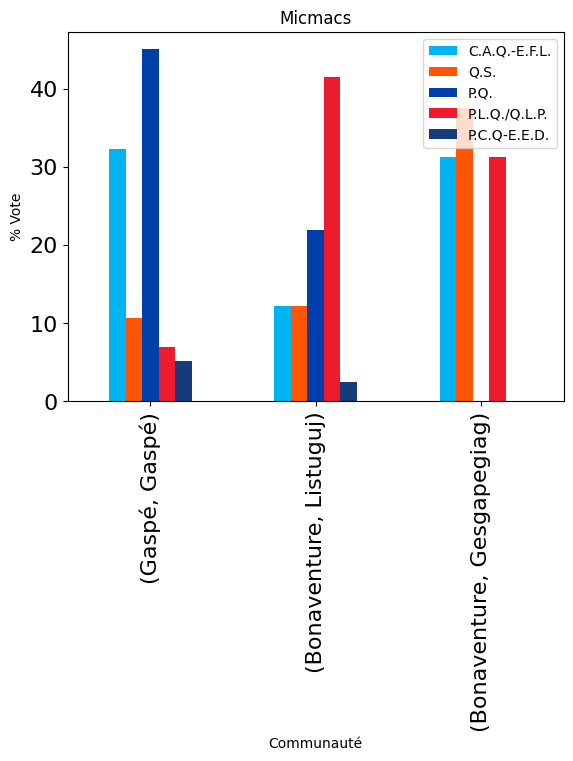 Micmacs
C.A.Q.-E.F.L.
Q.S.
P.Q.
P.L.Q./Q.L.P.
P.C.Q-E.E.D.
% Vote
40
30
20
10
0
(Gaspé, Gaspé)
(Bonaventure, Listuguj)
(Bonaventure, Gesgapegiag)
Communauté